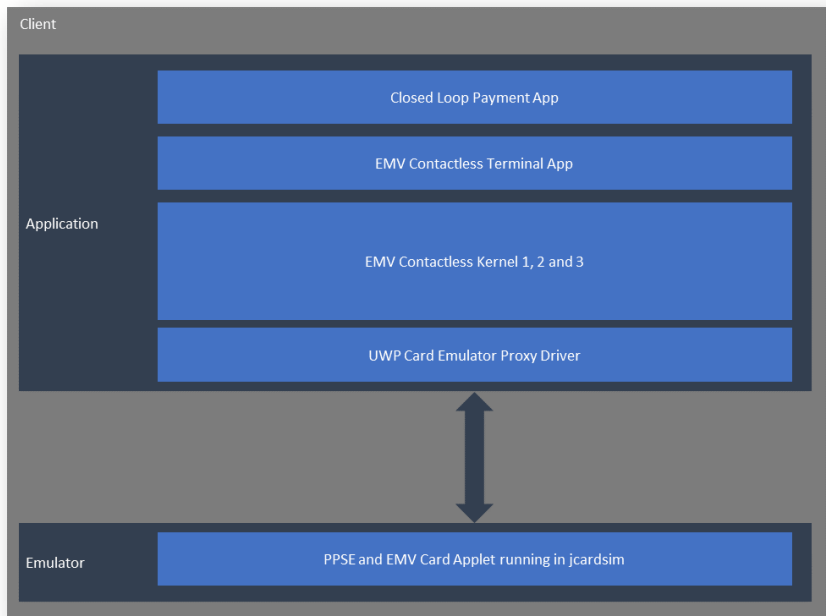 Client
Closed Loop Payment App
EMV Contactless Terminal App
Application
EMV Contactless Kernel 1, 2 and 3
UWP Card Emulator Proxy Driver
Emulator
PPSE and EMV Card Applet running in jcardsim